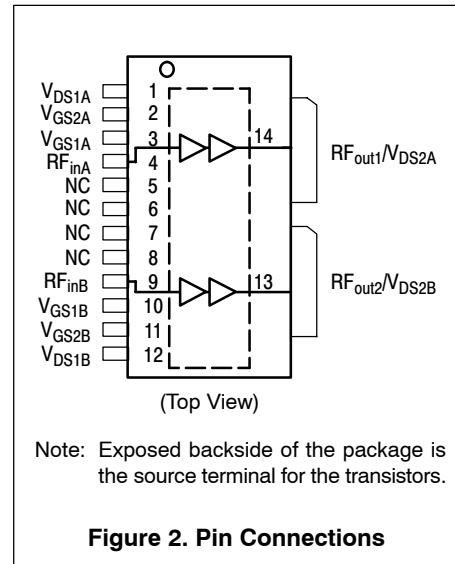 V_DS1A 1
V_GS2A 2
V_GS1A 3
RF_inA 4
NC 5
NC 6
NC 7
NC 8
RF_inB 9
V_GS1B 10
V_GS2B 11
V_DS1B 12
14 RF_out1/V_DS2A
13 RF_out2/V_DS2B
(Top View)
Note: Exposed backside of the package is
the source terminal for the transistors.
Figure 2. Pin Connections